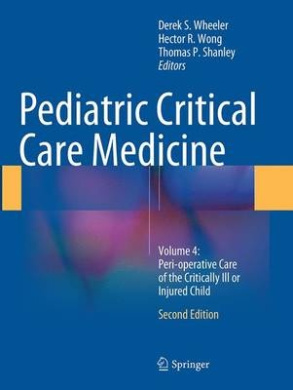 Derek S. Wheeler
Hector R. Wong
Thomas P. Shanley
Editors
Pediatric Critical
Care Medicine
Volume 4:
Peri-operative Care
of the Critically Ill or
Injured Child
Second Edition
Springer